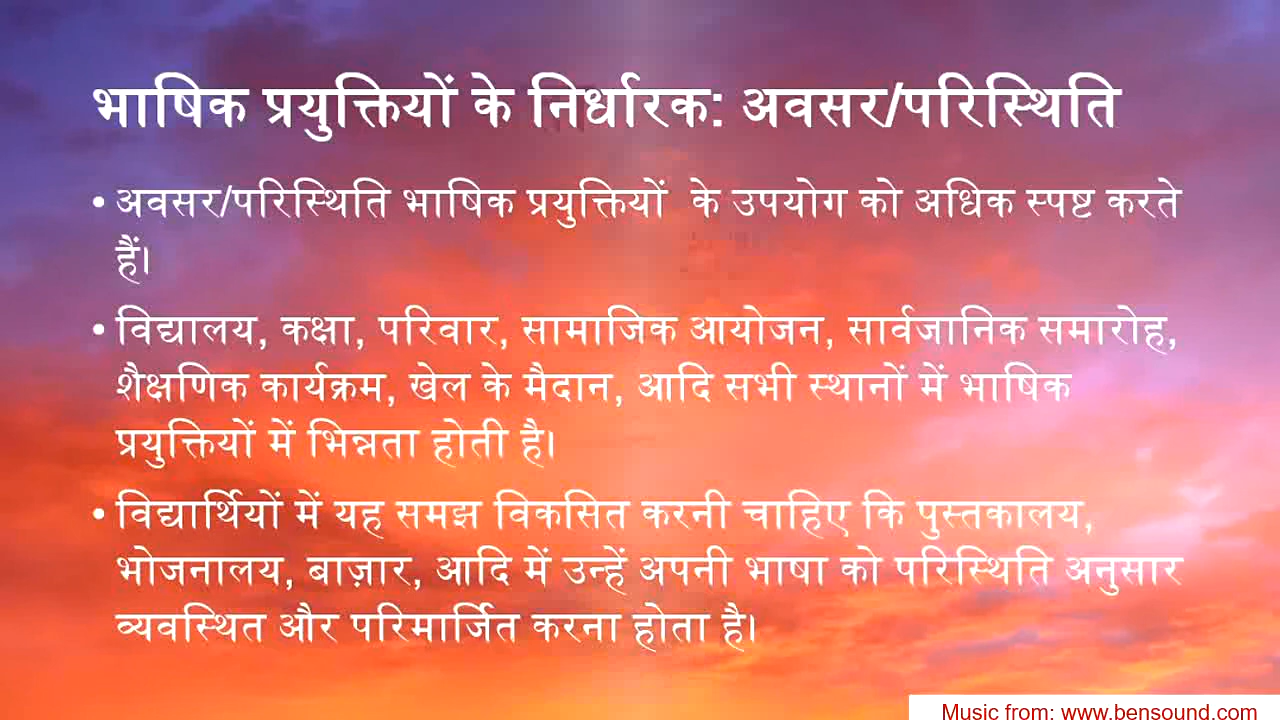 भाषिक प्रयुक्तियों के निर्धारक: अवसर/परिस्थिति
• अवसर/परिस्थिति भाषिक प्रयुक्तियों के उपयोग को अधिक स्पष्ट करते
हैं।
• विद्यालय, कक्षा, परिवार, सामाजिक आयोजन, सार्वजानिक समारोह,
शैक्षणिक कार्यक्रम, खेल के मैदान, आदि सभी स्थानों में भाषिक
प्रयुक्तियों में भिन्नता होती है।
• विद्यार्थियों में यह समझ विकसित करनी चाहिए कि पुस्तकालय,
भोजनालय, बाज़ार, आदि में उन्हें अपनी भाषा को परिस्थिति अनुसार
व्यवस्थित और परिमार्जित करना होता है।
Music from: www.bensound.com